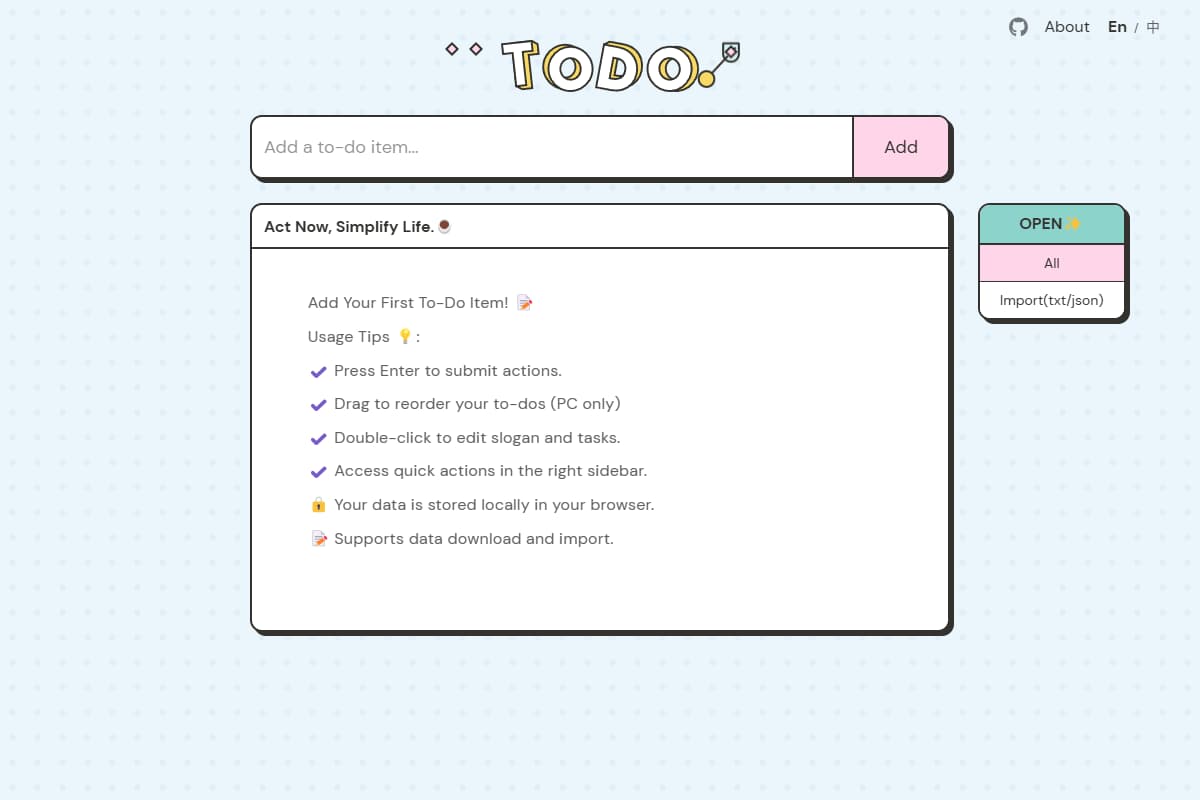 About En / 中
TODO
Add a to-do item...
Add
Act Now, Simplify Life.☕
OPEN✨
All
Import(txt/json)
Add Your First To-Do Item! 📝
Usage Tips 💡:
✔ Press Enter to submit actions.
✔ Drag to reorder your to-dos (PC only)
✔ Double-click to edit slogan and tasks.
✔ Access quick actions in the right sidebar.
🔒 Your data is stored locally in your browser.
📝 Supports data download and import.